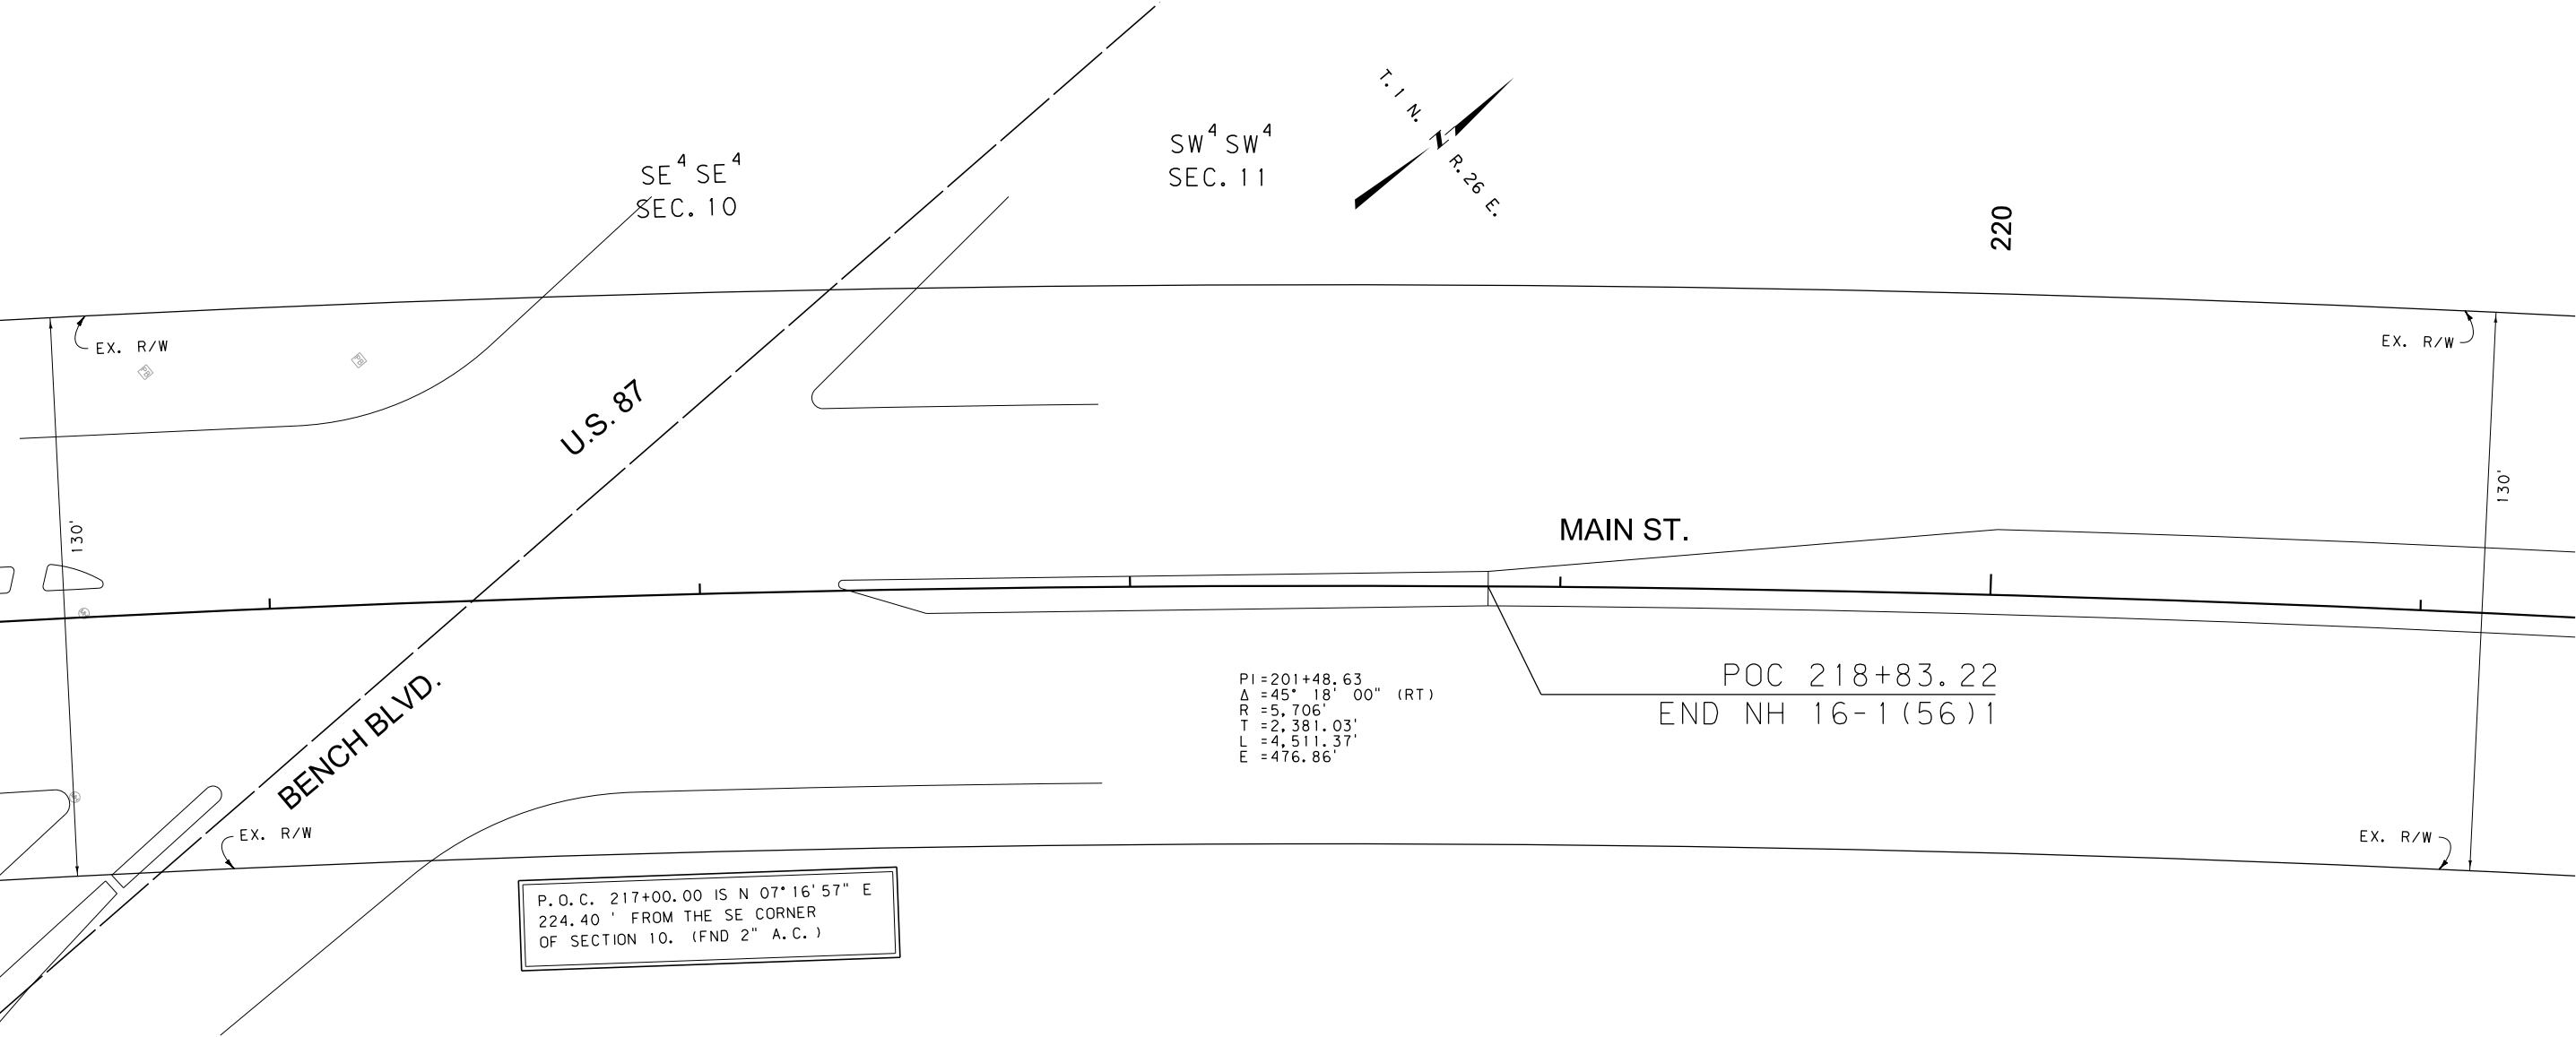 T. 1 N.
R. 26 E.
SE⁴ SE⁴
SEC. 10
SW⁴ SW⁴
SEC. 11
220
EX. R/W
EX. R/W
PB
PB
U.S. 87
130'
130'
MAIN ST.
BENCH BLVD.
PI=201+48.63
Δ =45° 18' 00" (RT)
R =5,706'
T =2,381.03'
L =4,511.37'
E =476.86'
POC 218+83.22
END NH 16-1(56)1
EX. R/W
EX. R/W
P.O.C. 217+00.00 IS N 07°16'57" E
224.40 ' FROM THE SE CORNER
OF SECTION 10. (FND 2" A.C.)